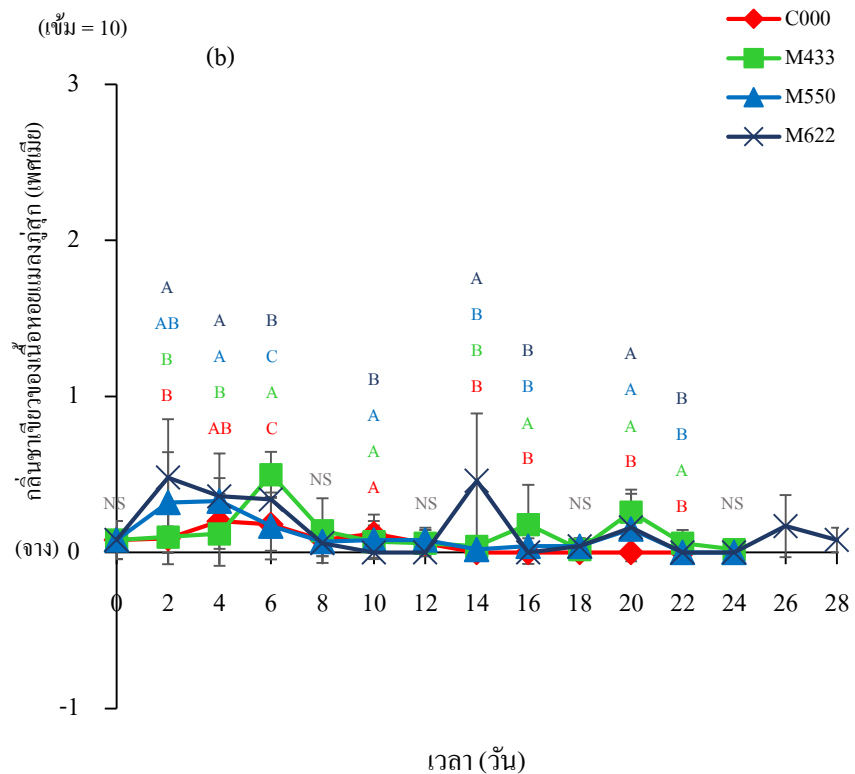 (เข้ม = 10)
(b)
C000
M433
M550
M622
กลิ่นชาเขียวของเนื้อหอยแมลงภู่สุก (เพศเมีย)
3
2
1
(จาง) 0
-1
A
AB
B
B
A
A
B
AB
B
C
A
C
B
A
A
A
A
B
B
B
B
B
A
B
A
A
A
B
B
B
A
B
NS
NS
NS
NS
NS
0 2 4 6 8 10 12 14 16 18 20 22 24 26 28
เวลา (วัน)